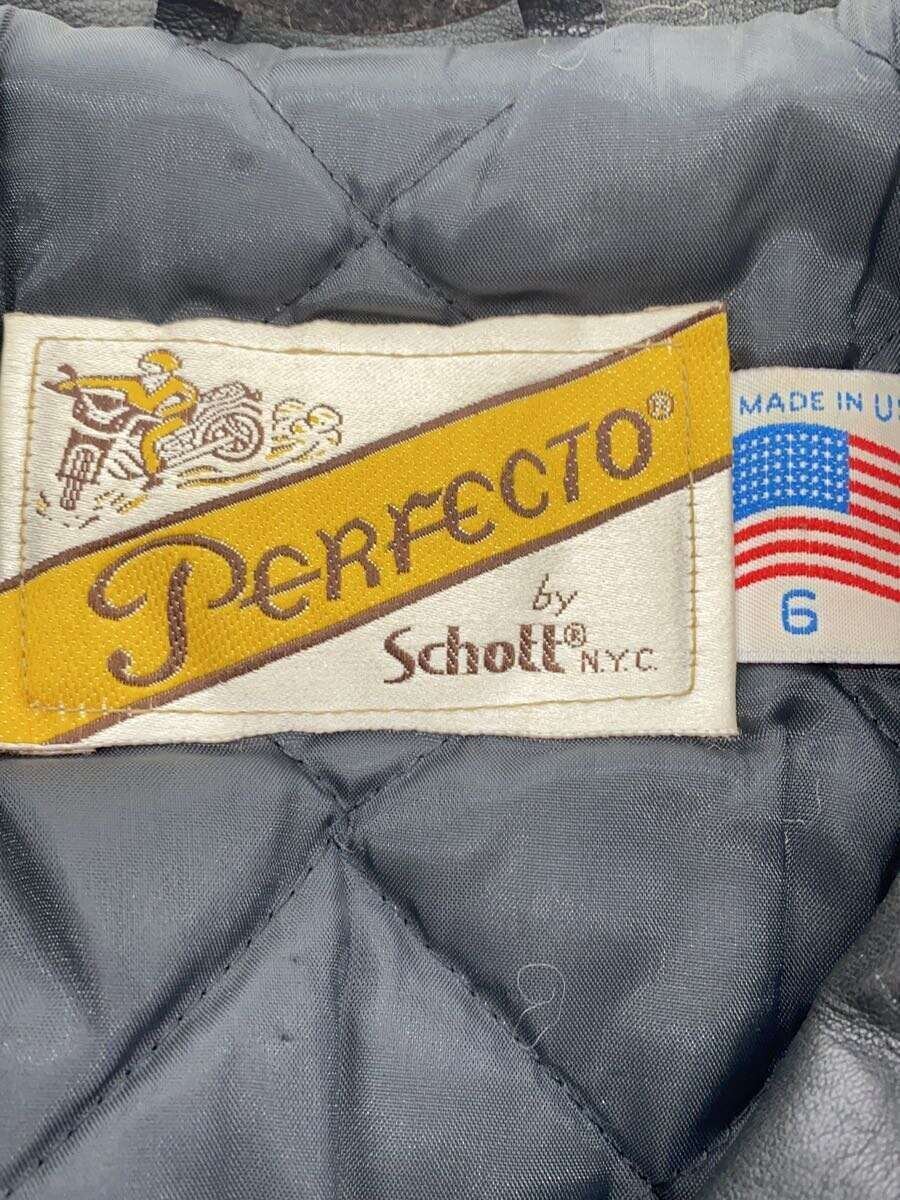 PERFECTO®
by
Schott® N.Y.C.
MADE IN US
6